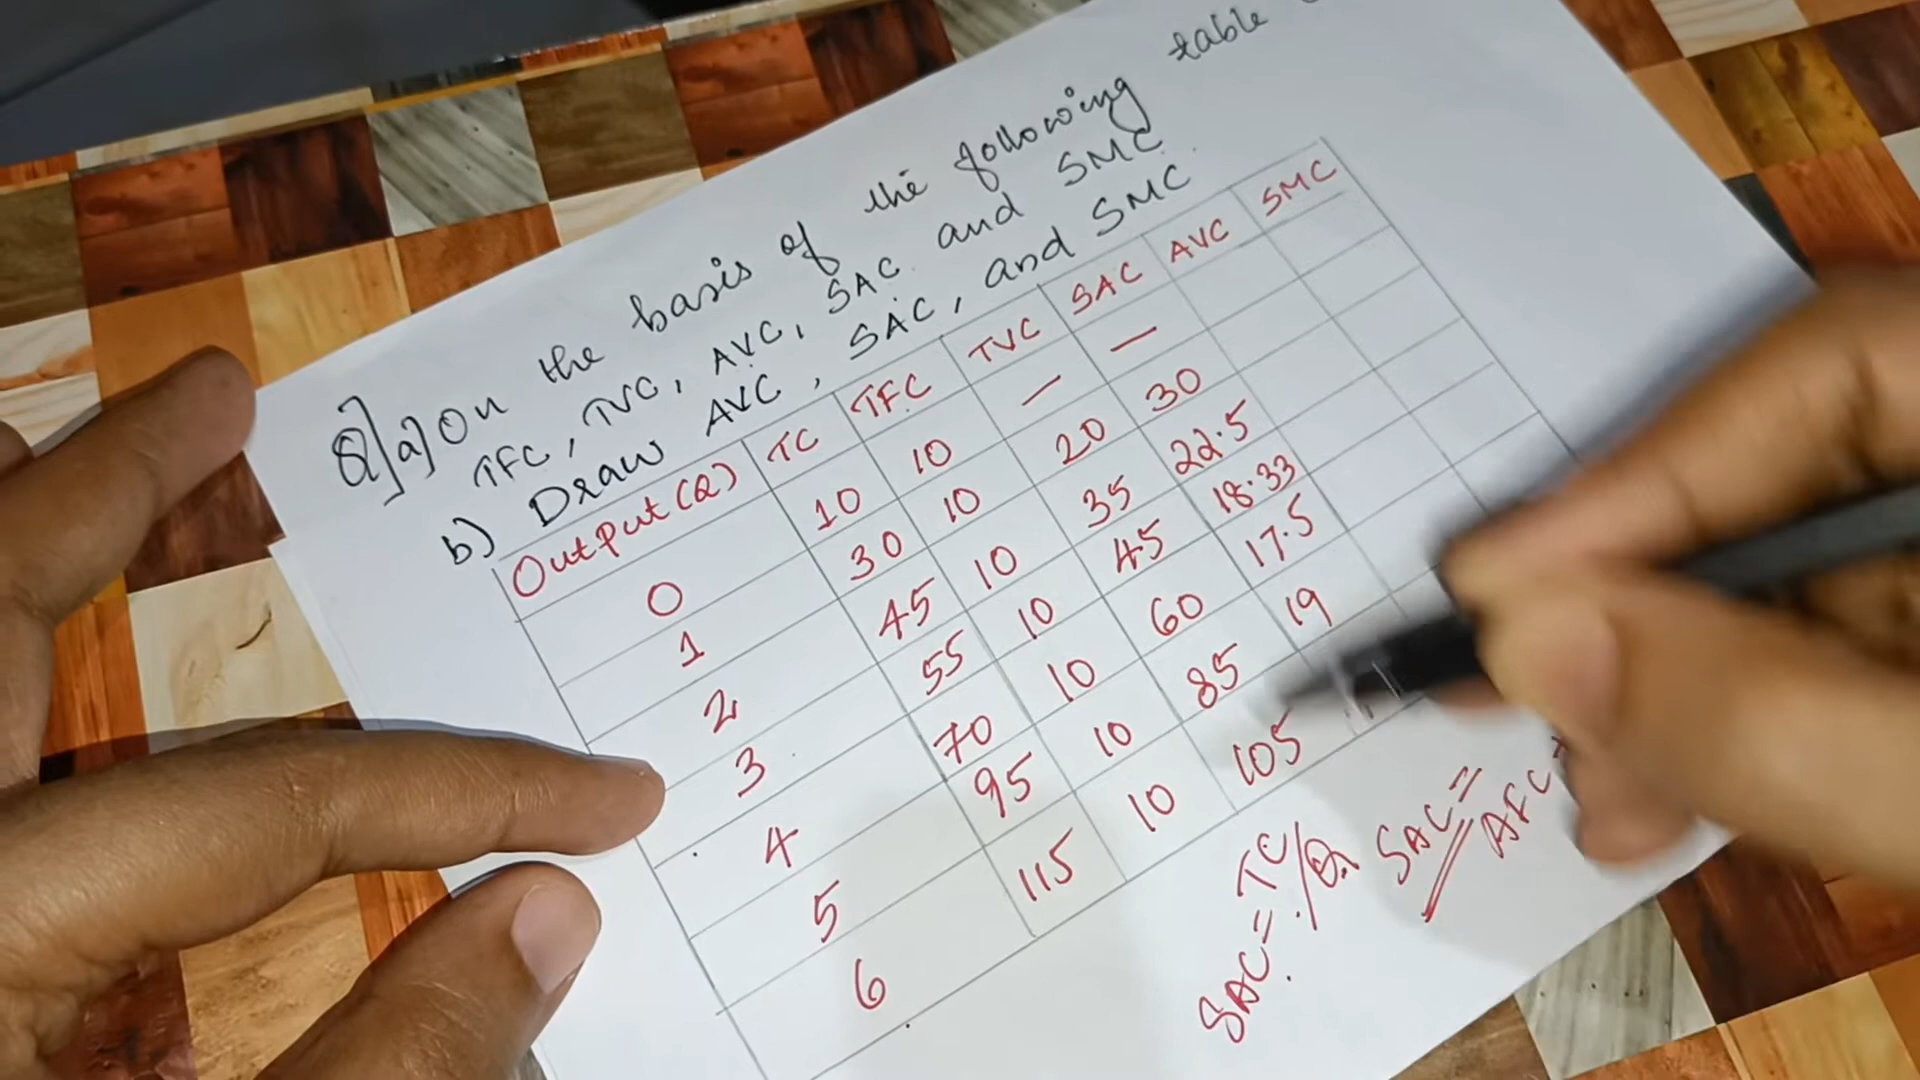 Q]a] On the basis of the following table
TFC, TVC, AVC, SAC and SMC.
b) Draw AVC, SAC, and SMC.
Output(Q) TC TFC TVC SAC AVC SMC
0 10 10 — —
1 30 10 20 30
2 45 10 35 22.5
3 55 10 45 18.33
4 70 10 60 17.5
5 95 10 85 19
6 115 10 105
SAC = TC/Q
SAC =
AFC +